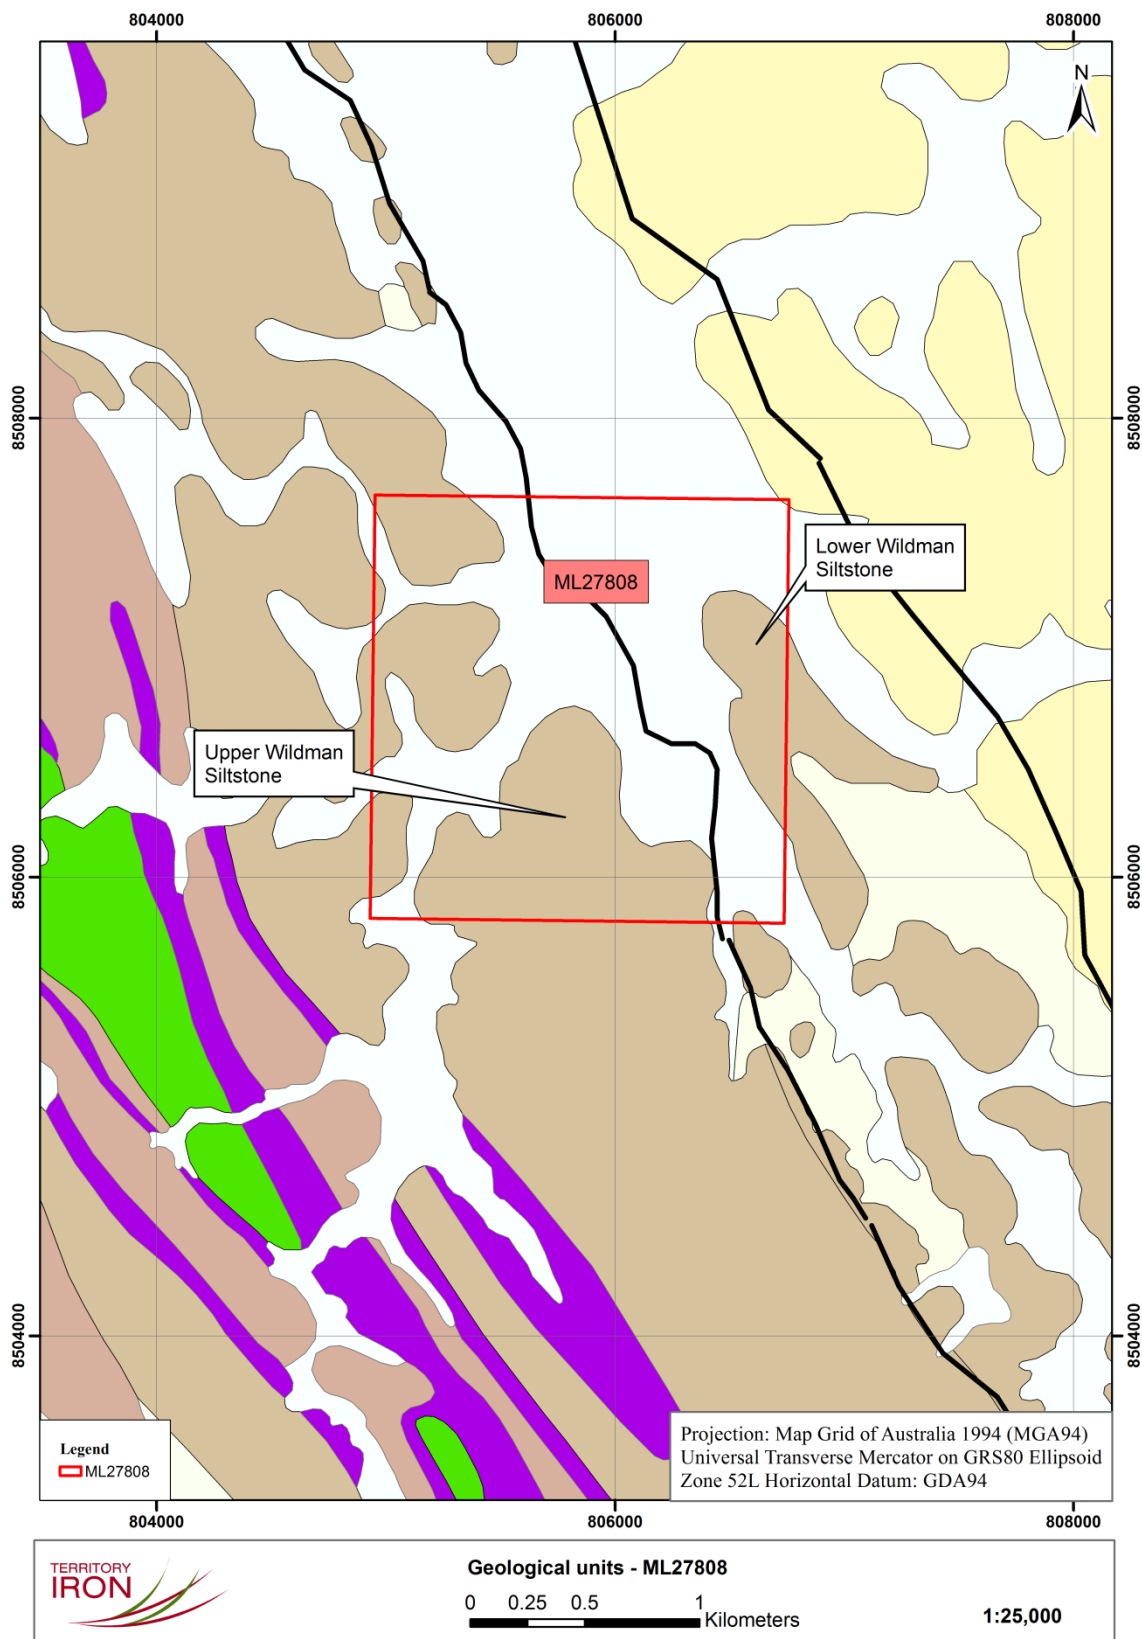 804000
806000
808000
N
8508000
8508000
Lower Wildman
Siltstone
ML27808
Upper Wildman
Siltstone
8506000
8506000
8504000
8504000
Legend
ML27808
Projection: Map Grid of Australia 1994 (MGA94)
Universal Transverse Mercator on GRS80 Ellipsoid
Zone 52L Horizontal Datum: GDA94
804000
806000
808000
TERRITORY
IRON
Geological units - ML27808
0 0.25 0.5 1
Kilometers
1:25,000